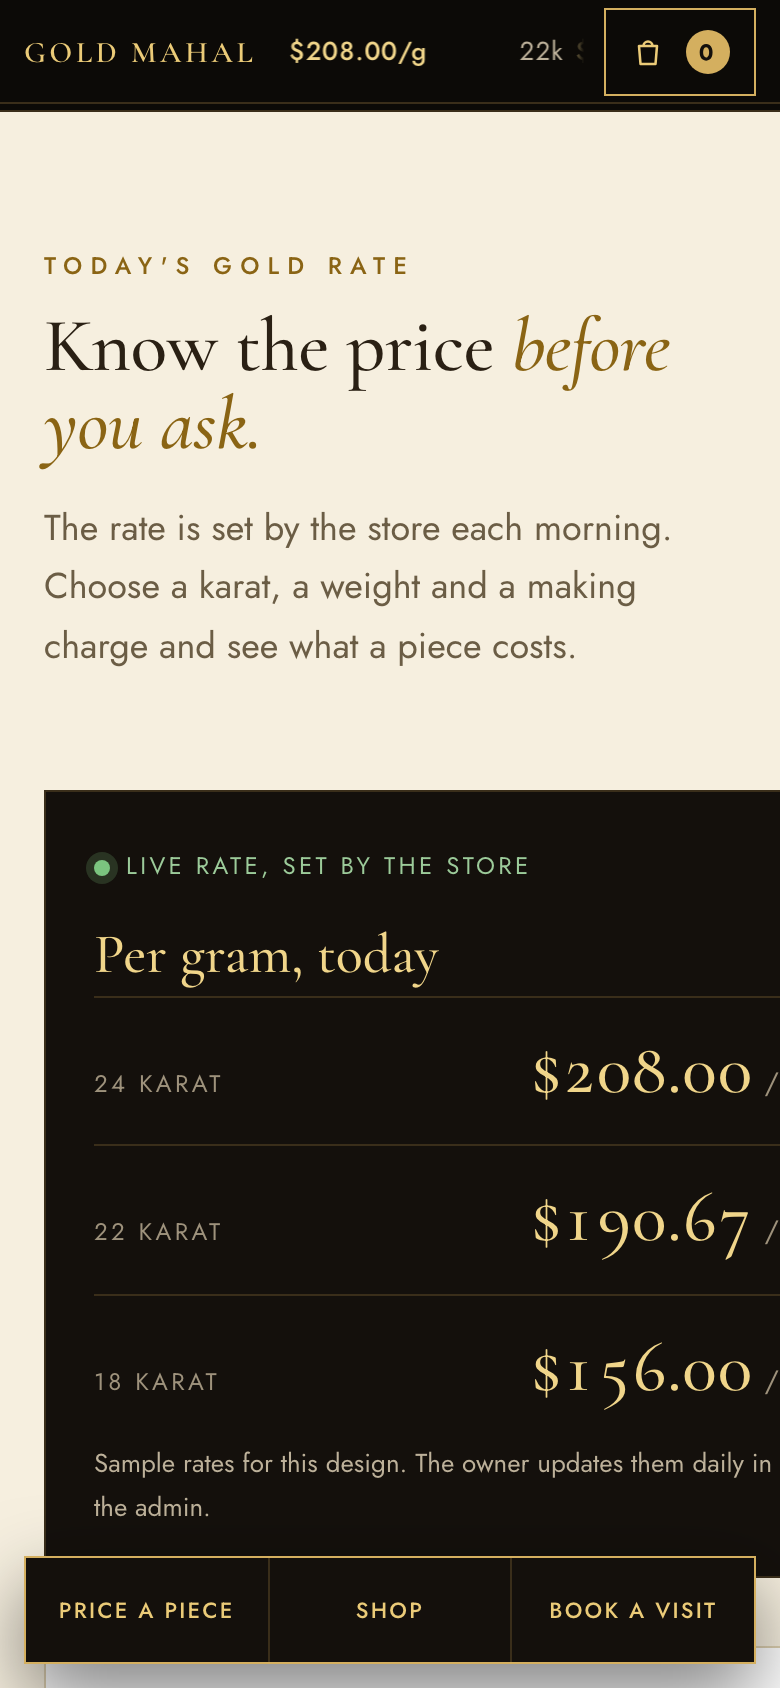 GOLD MAHAL $208.00/g 22k 0
TODAY'S GOLD RATE
Know the price before
you ask.
The rate is set by the store each morning.
Choose a karat, a weight and a making
charge and see what a piece costs.
LIVE RATE, SET BY THE STORE
Per gram, today
24 KARAT $208.00 /
22 KARAT $190.67 /
18 KARAT $156.00 /
Sample rates for this design. The owner updates them daily in
the admin.
PRICE A PIECE SHOP BOOK A VISIT